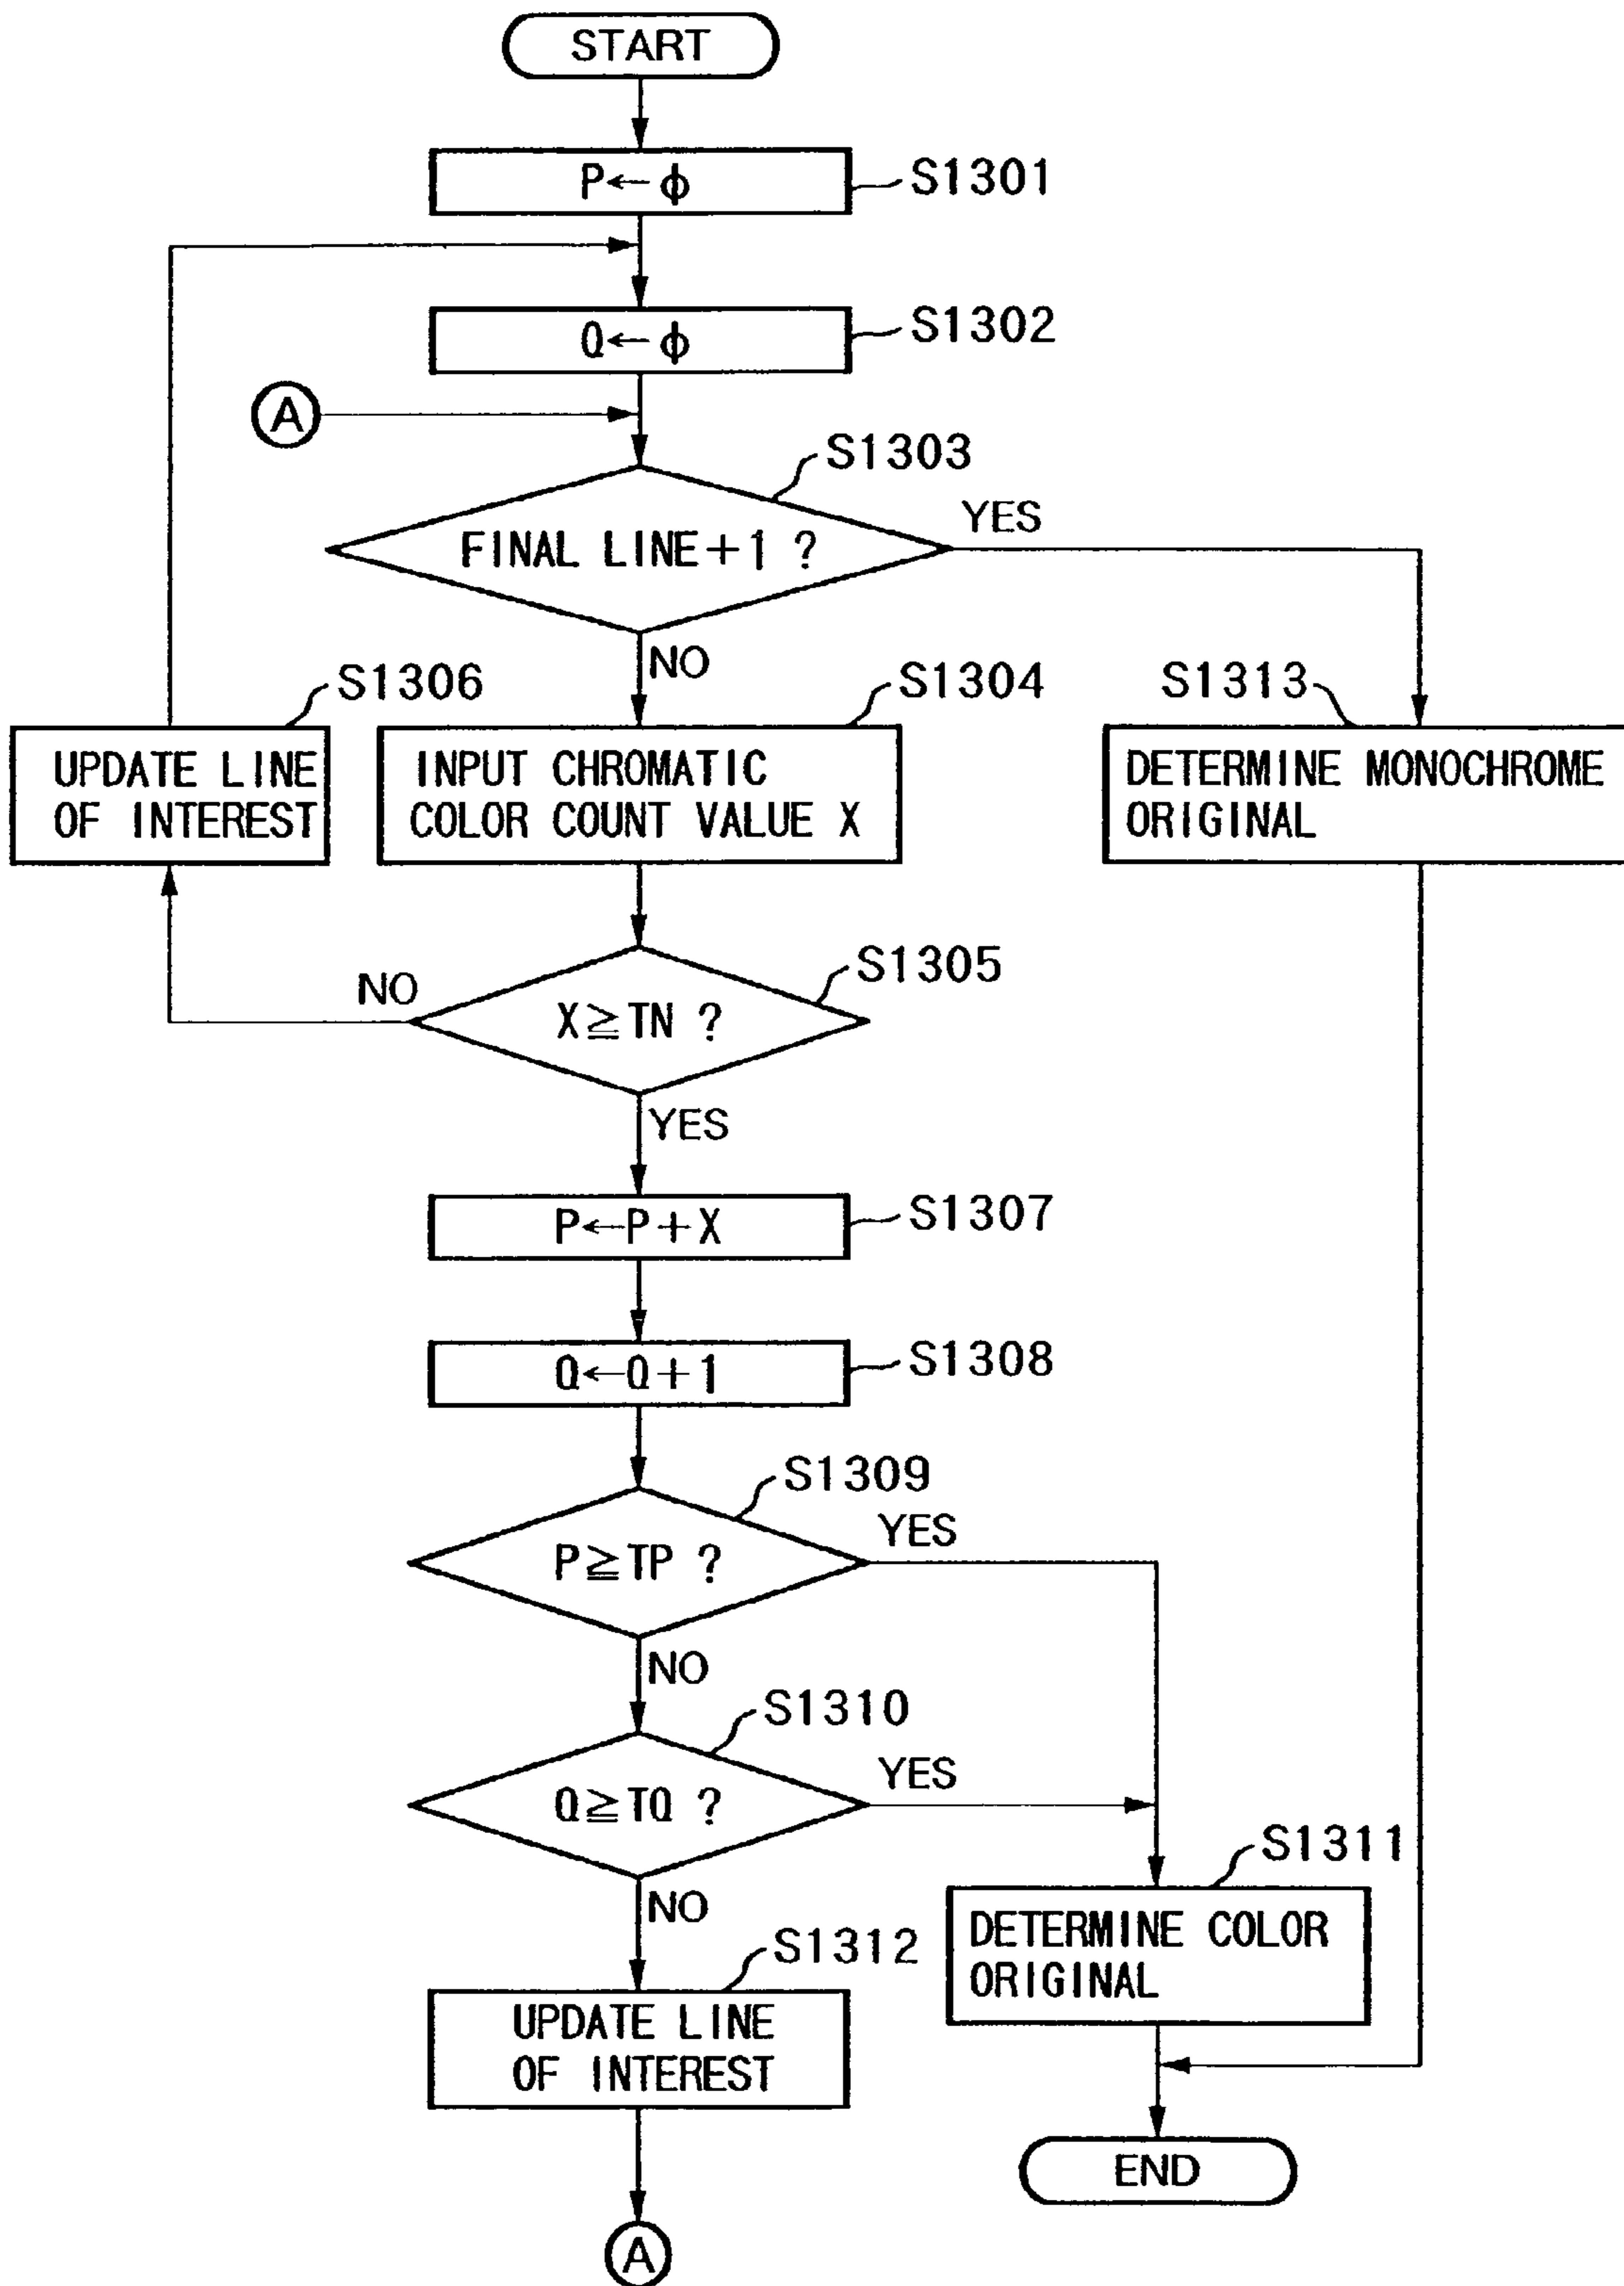 START
P←φ
S1301
Q←φ
S1302
A
S1303
FINAL LINE+1 ?
YES
NO
S1306
S1304
S1313
UPDATE LINE
OF INTEREST
INPUT CHROMATIC
COLOR COUNT VALUE X
DETERMINE MONOCHROME
ORIGINAL
S1305
NO
X≧TN ?
YES
P←P+X
S1307
Q←Q+1
S1308
S1309
P≧TP ?
YES
NO
S1310
Q≧TQ ?
YES
NO
S1311
DETERMINE COLOR
ORIGINAL
S1312
UPDATE LINE
OF INTEREST
END
A